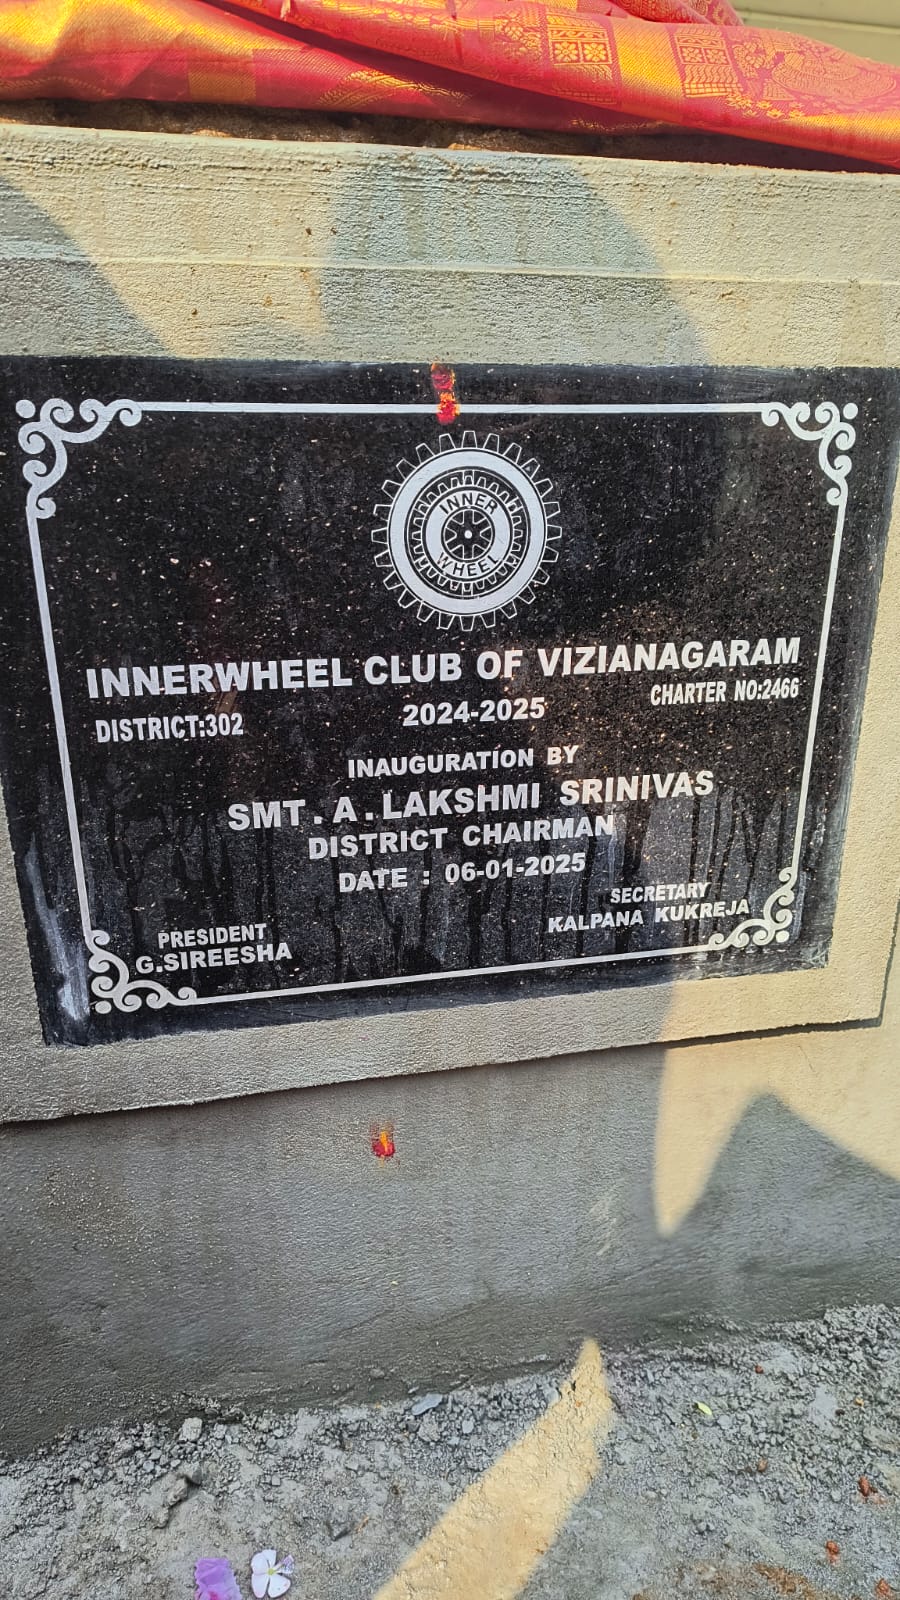 INNER
WHEEL
INNERWHEEL CLUB OF VIZIANAGARAM
DISTRICT:302 2024-2025 CHARTER NO:2466
INAUGURATION BY
SMT . A . LAKSHMI SRINIVAS
DISTRICT CHAIRMAN
DATE : 06-01-2025
PRESIDENT
G.SIREESHA
SECRETARY
KALPANA KUKREJA